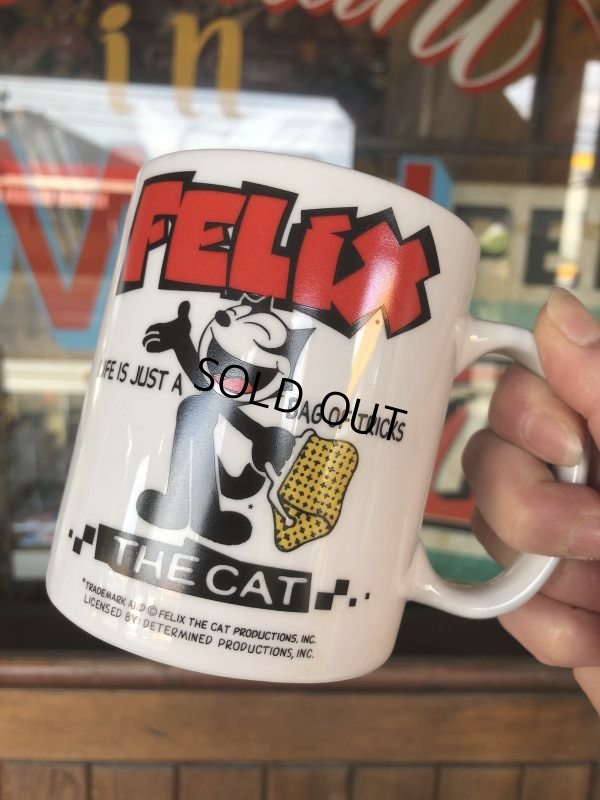 in
FELIX
LIFE IS JUST A
BAG OF TRICKS
SOLD OUT
THE CAT
*TRADEMARK AND © FELIX THE CAT PRODUCTIONS, INC.
LICENSED BY: DETERMINED PRODUCTIONS, INC.